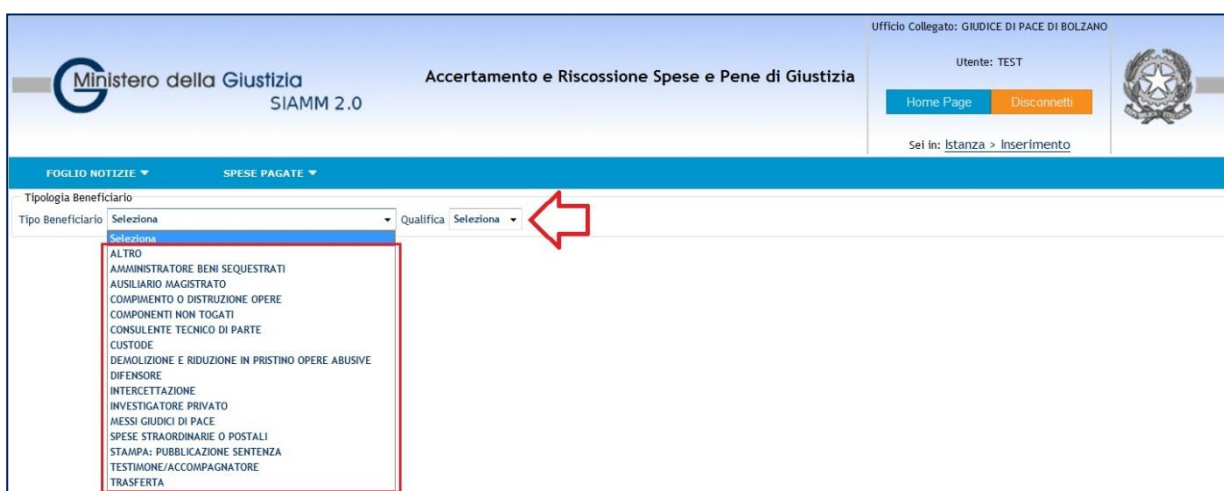 Ufficio Collegato: GIUDICE DI PACE DI BOLZANO
Ministero della Giustizia
SIAMM 2.0
Accertamento e Riscossione Spese e Pene di Giustizia
Utente: TEST
Home Page Disconnetti
Sei in: Istanza > Inserimento
FOGLIO NOTIZIE ▼ SPESE PAGATE ▼
Tipologia Beneficiario
Tipo Beneficiario Seleziona Qualifica Seleziona
Seleziona
ALTRO
AMMINISTRATORE BENI SEQUESTRATI
AUSILIARIO MAGISTRATO
COMPIMENTO O DISTRUZIONE OPERE
COMPONENTI NON TOGATI
CONSULENTE TECNICO DI PARTE
CUSTODE
DEMOLIZIONE E RIDUZIONE IN PRISTINO OPERE ABUSIVE
DIFENSORE
INTERCETTAZIONE
INVESTIGATORE PRIVATO
MESSI GIUDICI DI PACE
SPESE STRAORDINARIE O POSTALI
STAMPA: PUBBLICAZIONE SENTENZA
TESTIMONE/ACCOMPAGNATORE
TRASFERTA